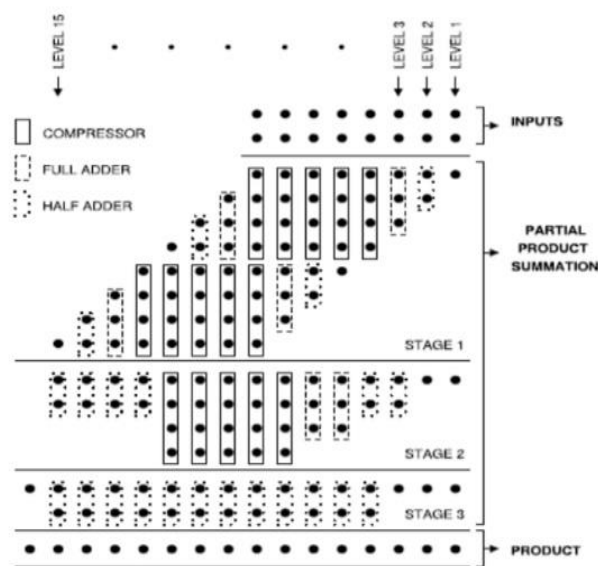 LEVEL 15
LEVEL 3
LEVEL 2
LEVEL 1
INPUTS
COMPRESSOR
FULL ADDER
HALF ADDER
PARTIAL
PRODUCT
SUMMATION
STAGE 1
STAGE 2
STAGE 3
PRODUCT